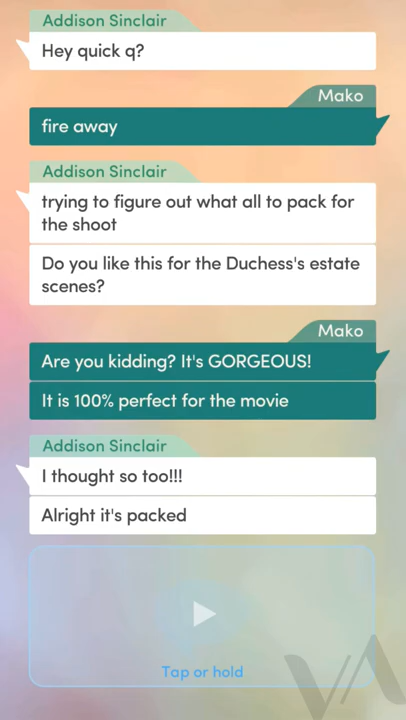 Addison Sinclair
Hey quick q?
Mako
fire away
Addison Sinclair
trying to figure out what all to pack for
the shoot
Do you like this for the Duchess's estate
scenes?
Mako
Are you kidding? It's GORGEOUS!
It is 100% perfect for the movie
Addison Sinclair
I thought so too!!!
Alright it's packed
Tap or hold
VA